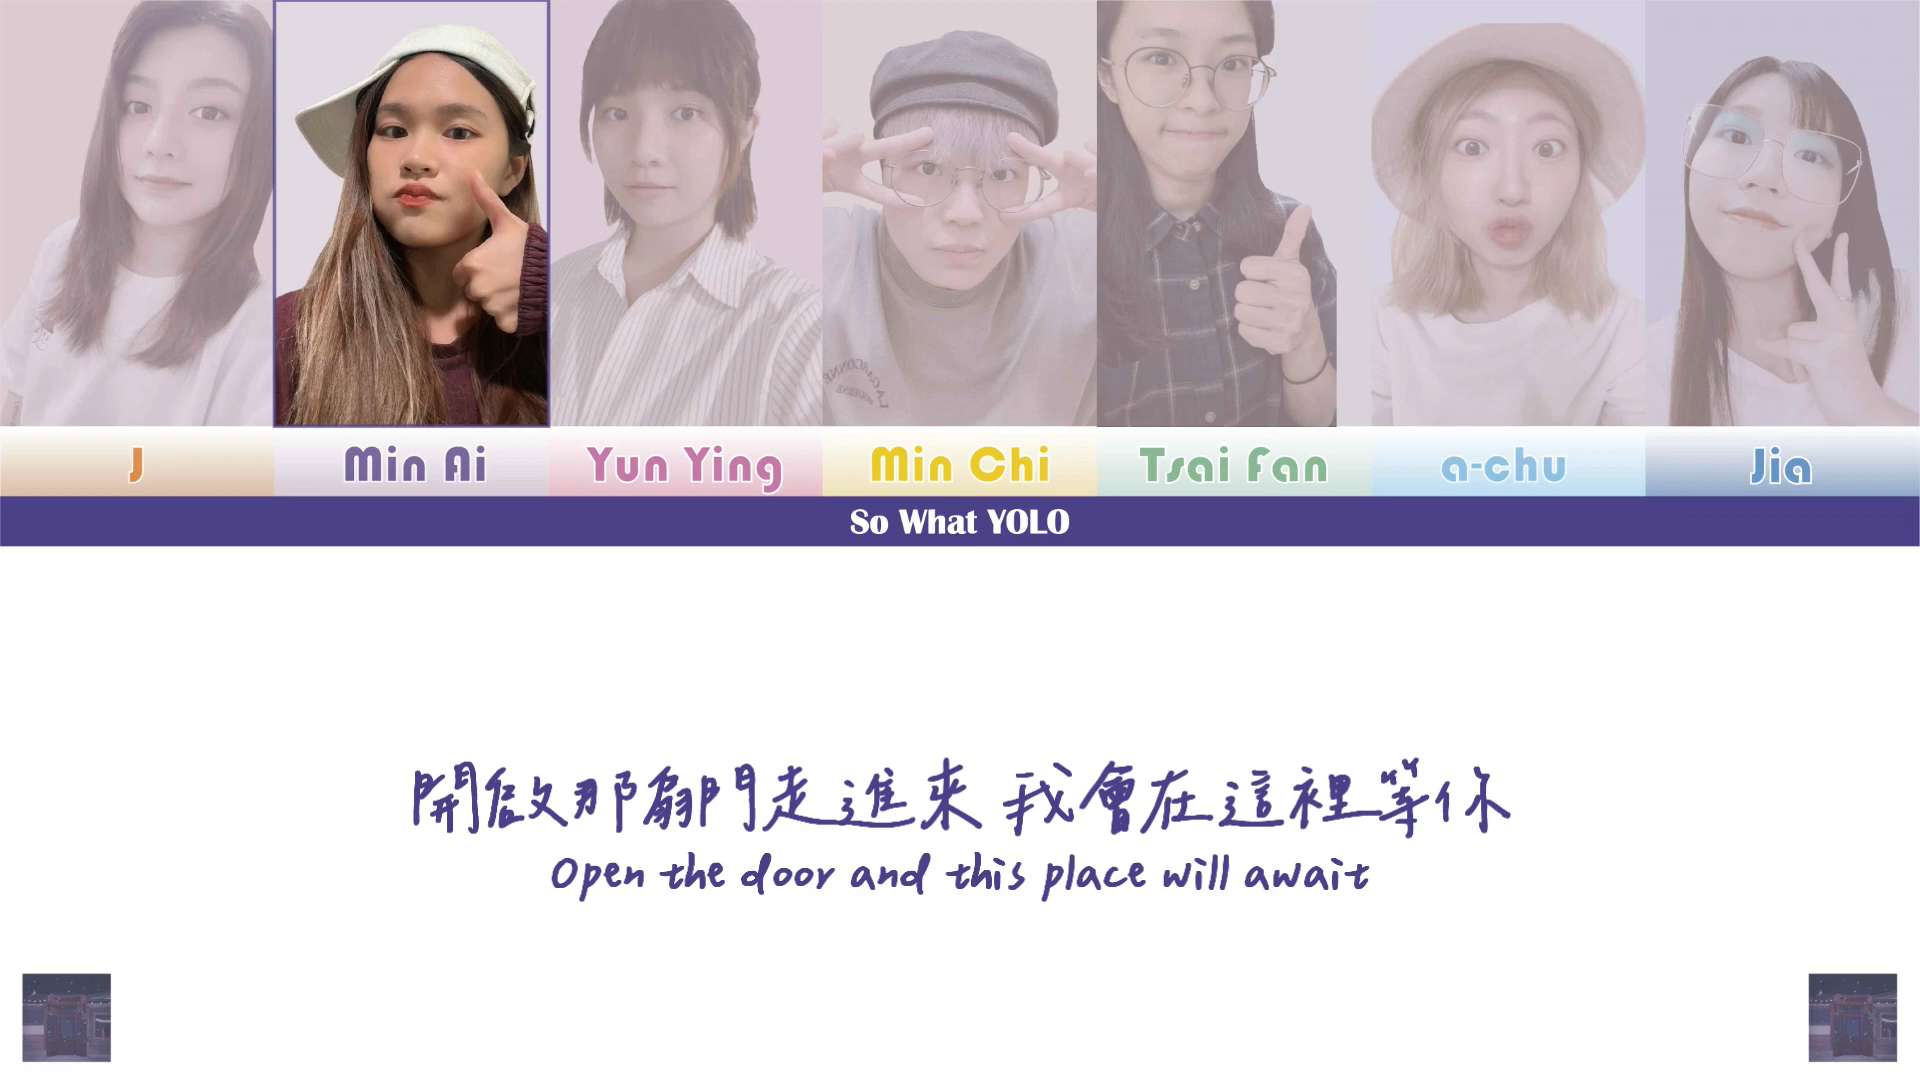 J
Min Ai
Yun Ying
Min Chi
Tsai Fan
a-chu
Jia
So What YOLO
開啟那扇門走進來 我會在這裡等你
Open the door and this place will await